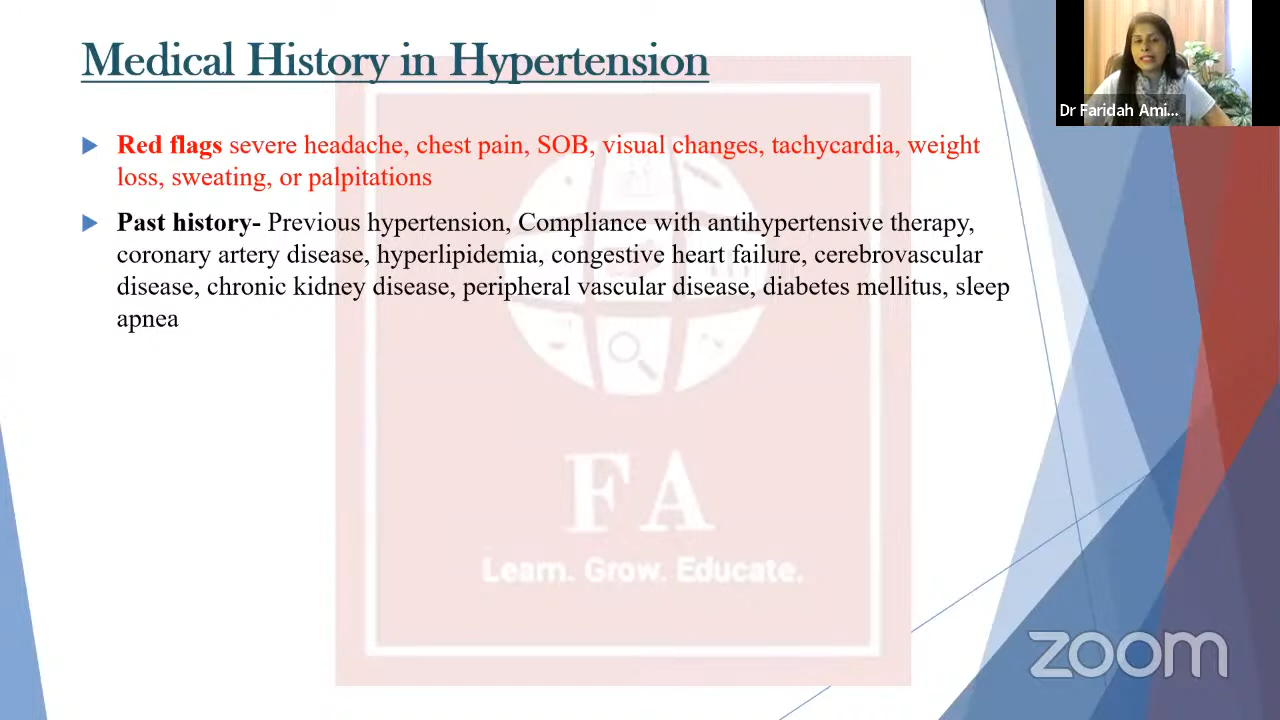 Medical History in Hypertension
Dr Faridah Ami...
Red flags severe headache, chest pain, SOB, visual changes, tachycardia, weight
loss, sweating, or palpitations
Past history- Previous hypertension, Compliance with antihypertensive therapy,
coronary artery disease, hyperlipidemia, congestive heart failure, cerebrovascular
disease, chronic kidney disease, peripheral vascular disease, diabetes mellitus, sleep
apnea
FA
Learn. Grow. Educate.
zoom